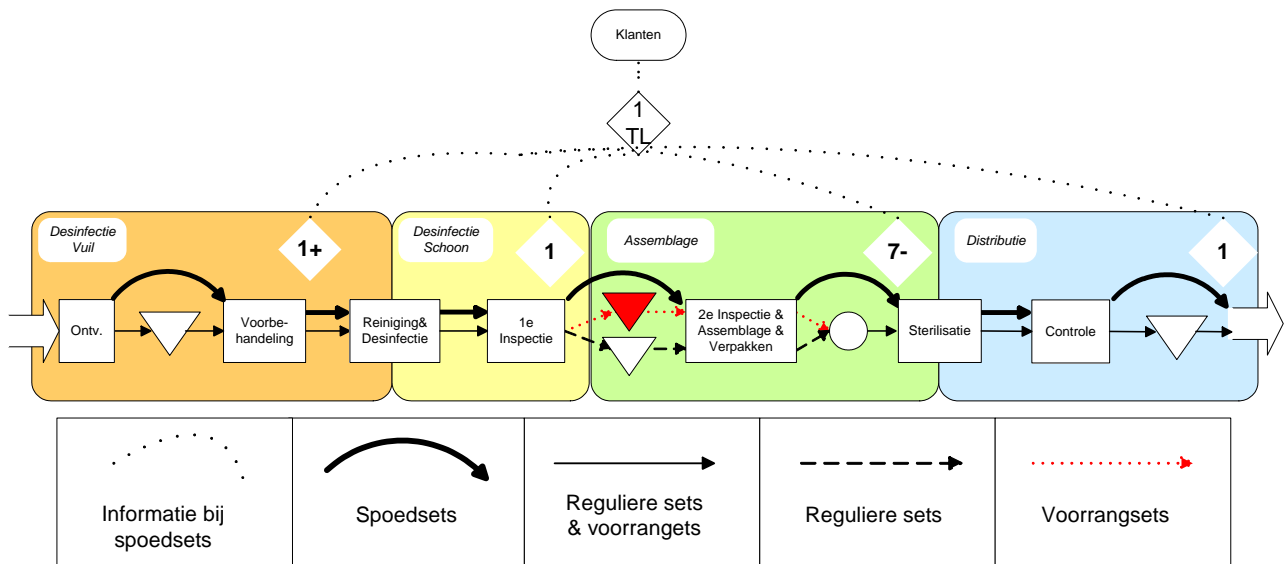 Klanten
1
TL
Desinfectie
Vuil
1+
Desinfectie
Schoon
1
Assemblage
7-
Distributie
1
Ontv.
Voorbe-
handeling
Reiniging&
Desinfectie
1e
Inspectie
2e Inspectie &
Assemblage &
Verpakken
Sterilisatie
Controle
Informatie bij
spoedsets
Spoedsets
Reguliere sets
& voorrangets
Reguliere sets
Voorrangsets